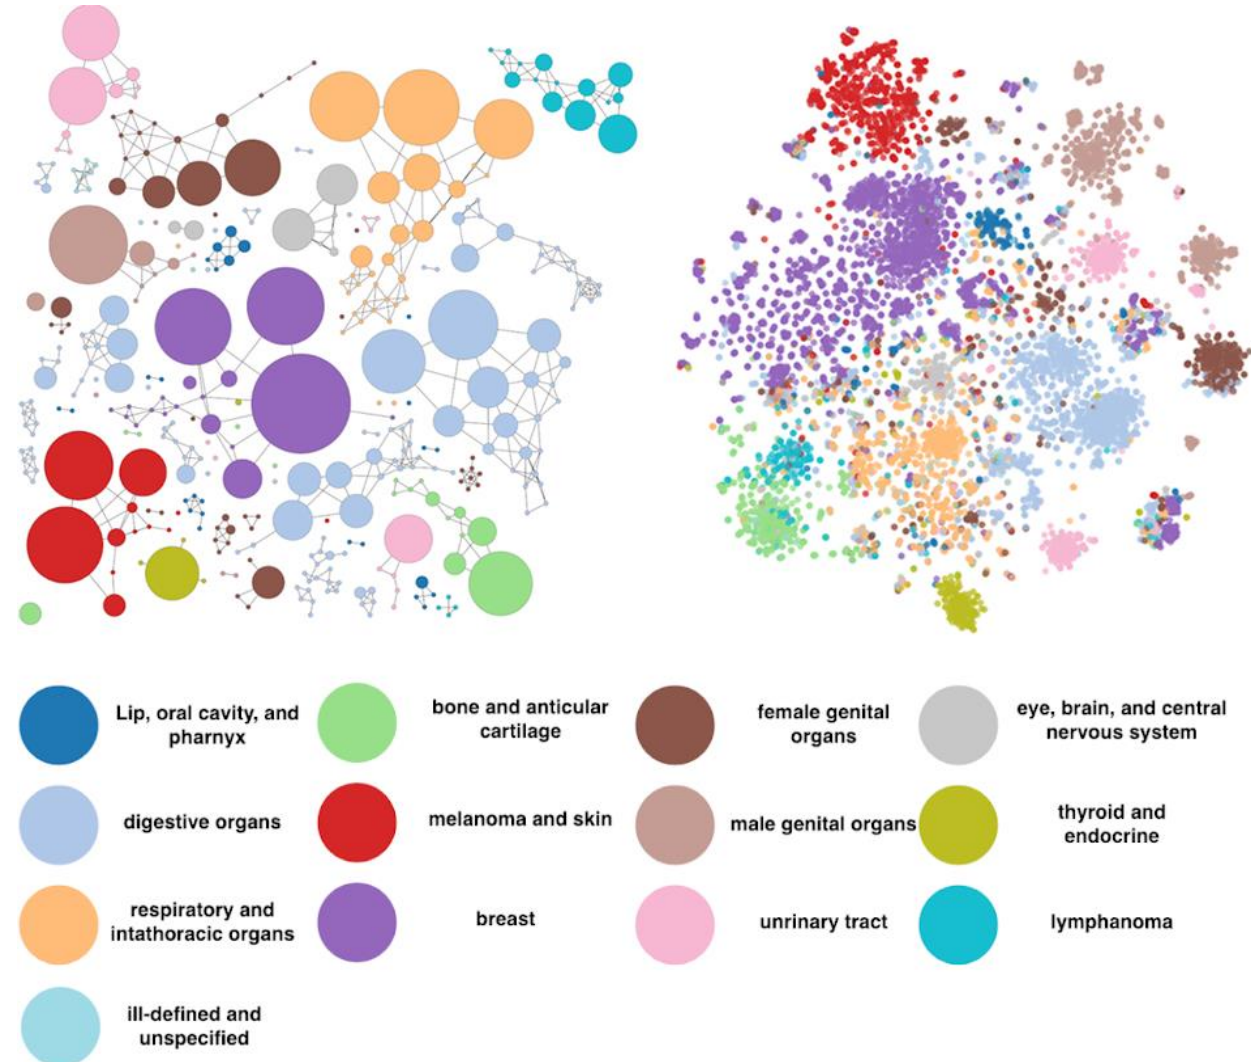 Lip, oral cavity, and
pharnyx
bone and anticular
cartilage
female genital
organs
eye, brain, and central
nervous system
digestive organs
melanoma and skin
male genital organs
thyroid and
endocrine
respiratory and
intathoracic organs
breast
unrinary tract
lymphanoma
ill-defined and
unspecified